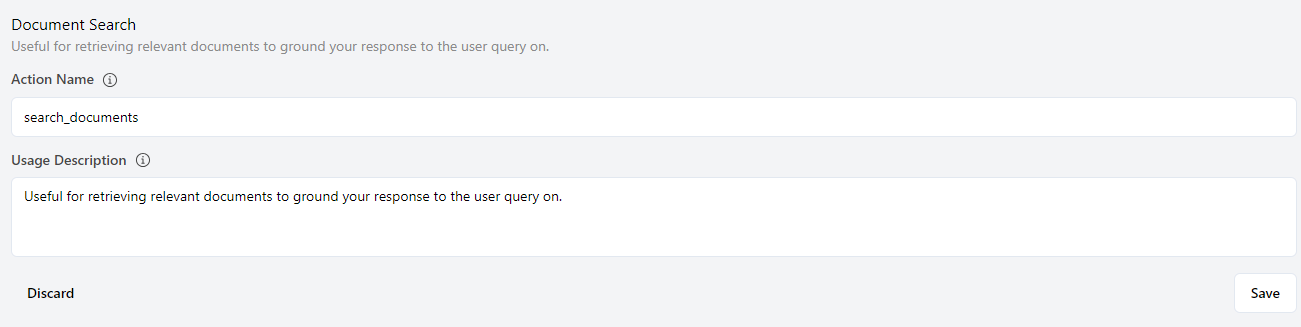 Document Search
Useful for retrieving relevant documents to ground your response to the user query on.
Action Name
search_documents
Usage Description
Useful for retrieving relevant documents to ground your response to the user query on.
Discard
Save